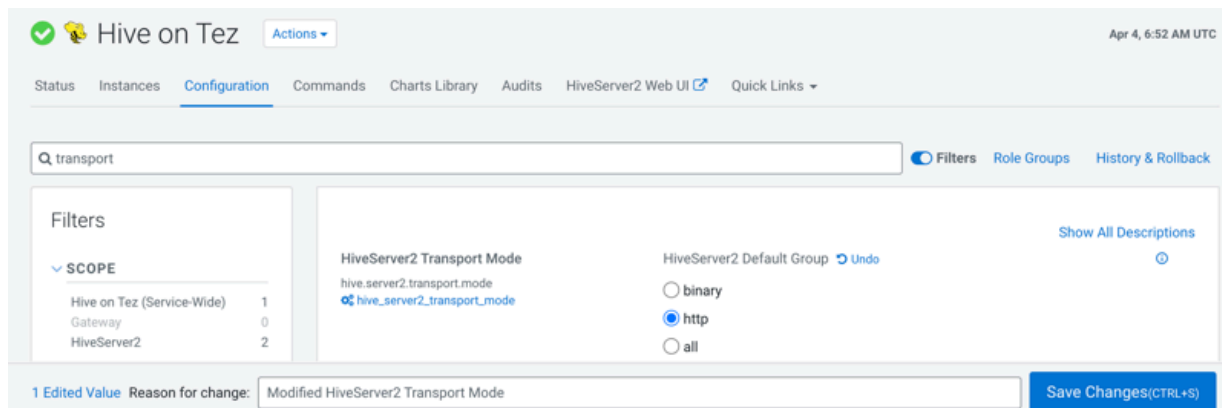 Hive on Tez Actions Apr 4, 6:52 AM UTC
Status Instances Configuration Commands Charts Library Audits HiveServer2 Web UI Quick Links
transport Filters Role Groups History & Rollback
Filters
Show All Descriptions
SCOPE
HiveServer2 Transport Mode HiveServer2 Default Group Undo
hive.server2.transport.mode
hive_server2_transport_mode
binary
http
all
Hive on Tez (Service-Wide) 1
Gateway 0
HiveServer2 2
1 Edited Value Reason for change: Modified HiveServer2 Transport Mode Save Changes(CTRL+S)